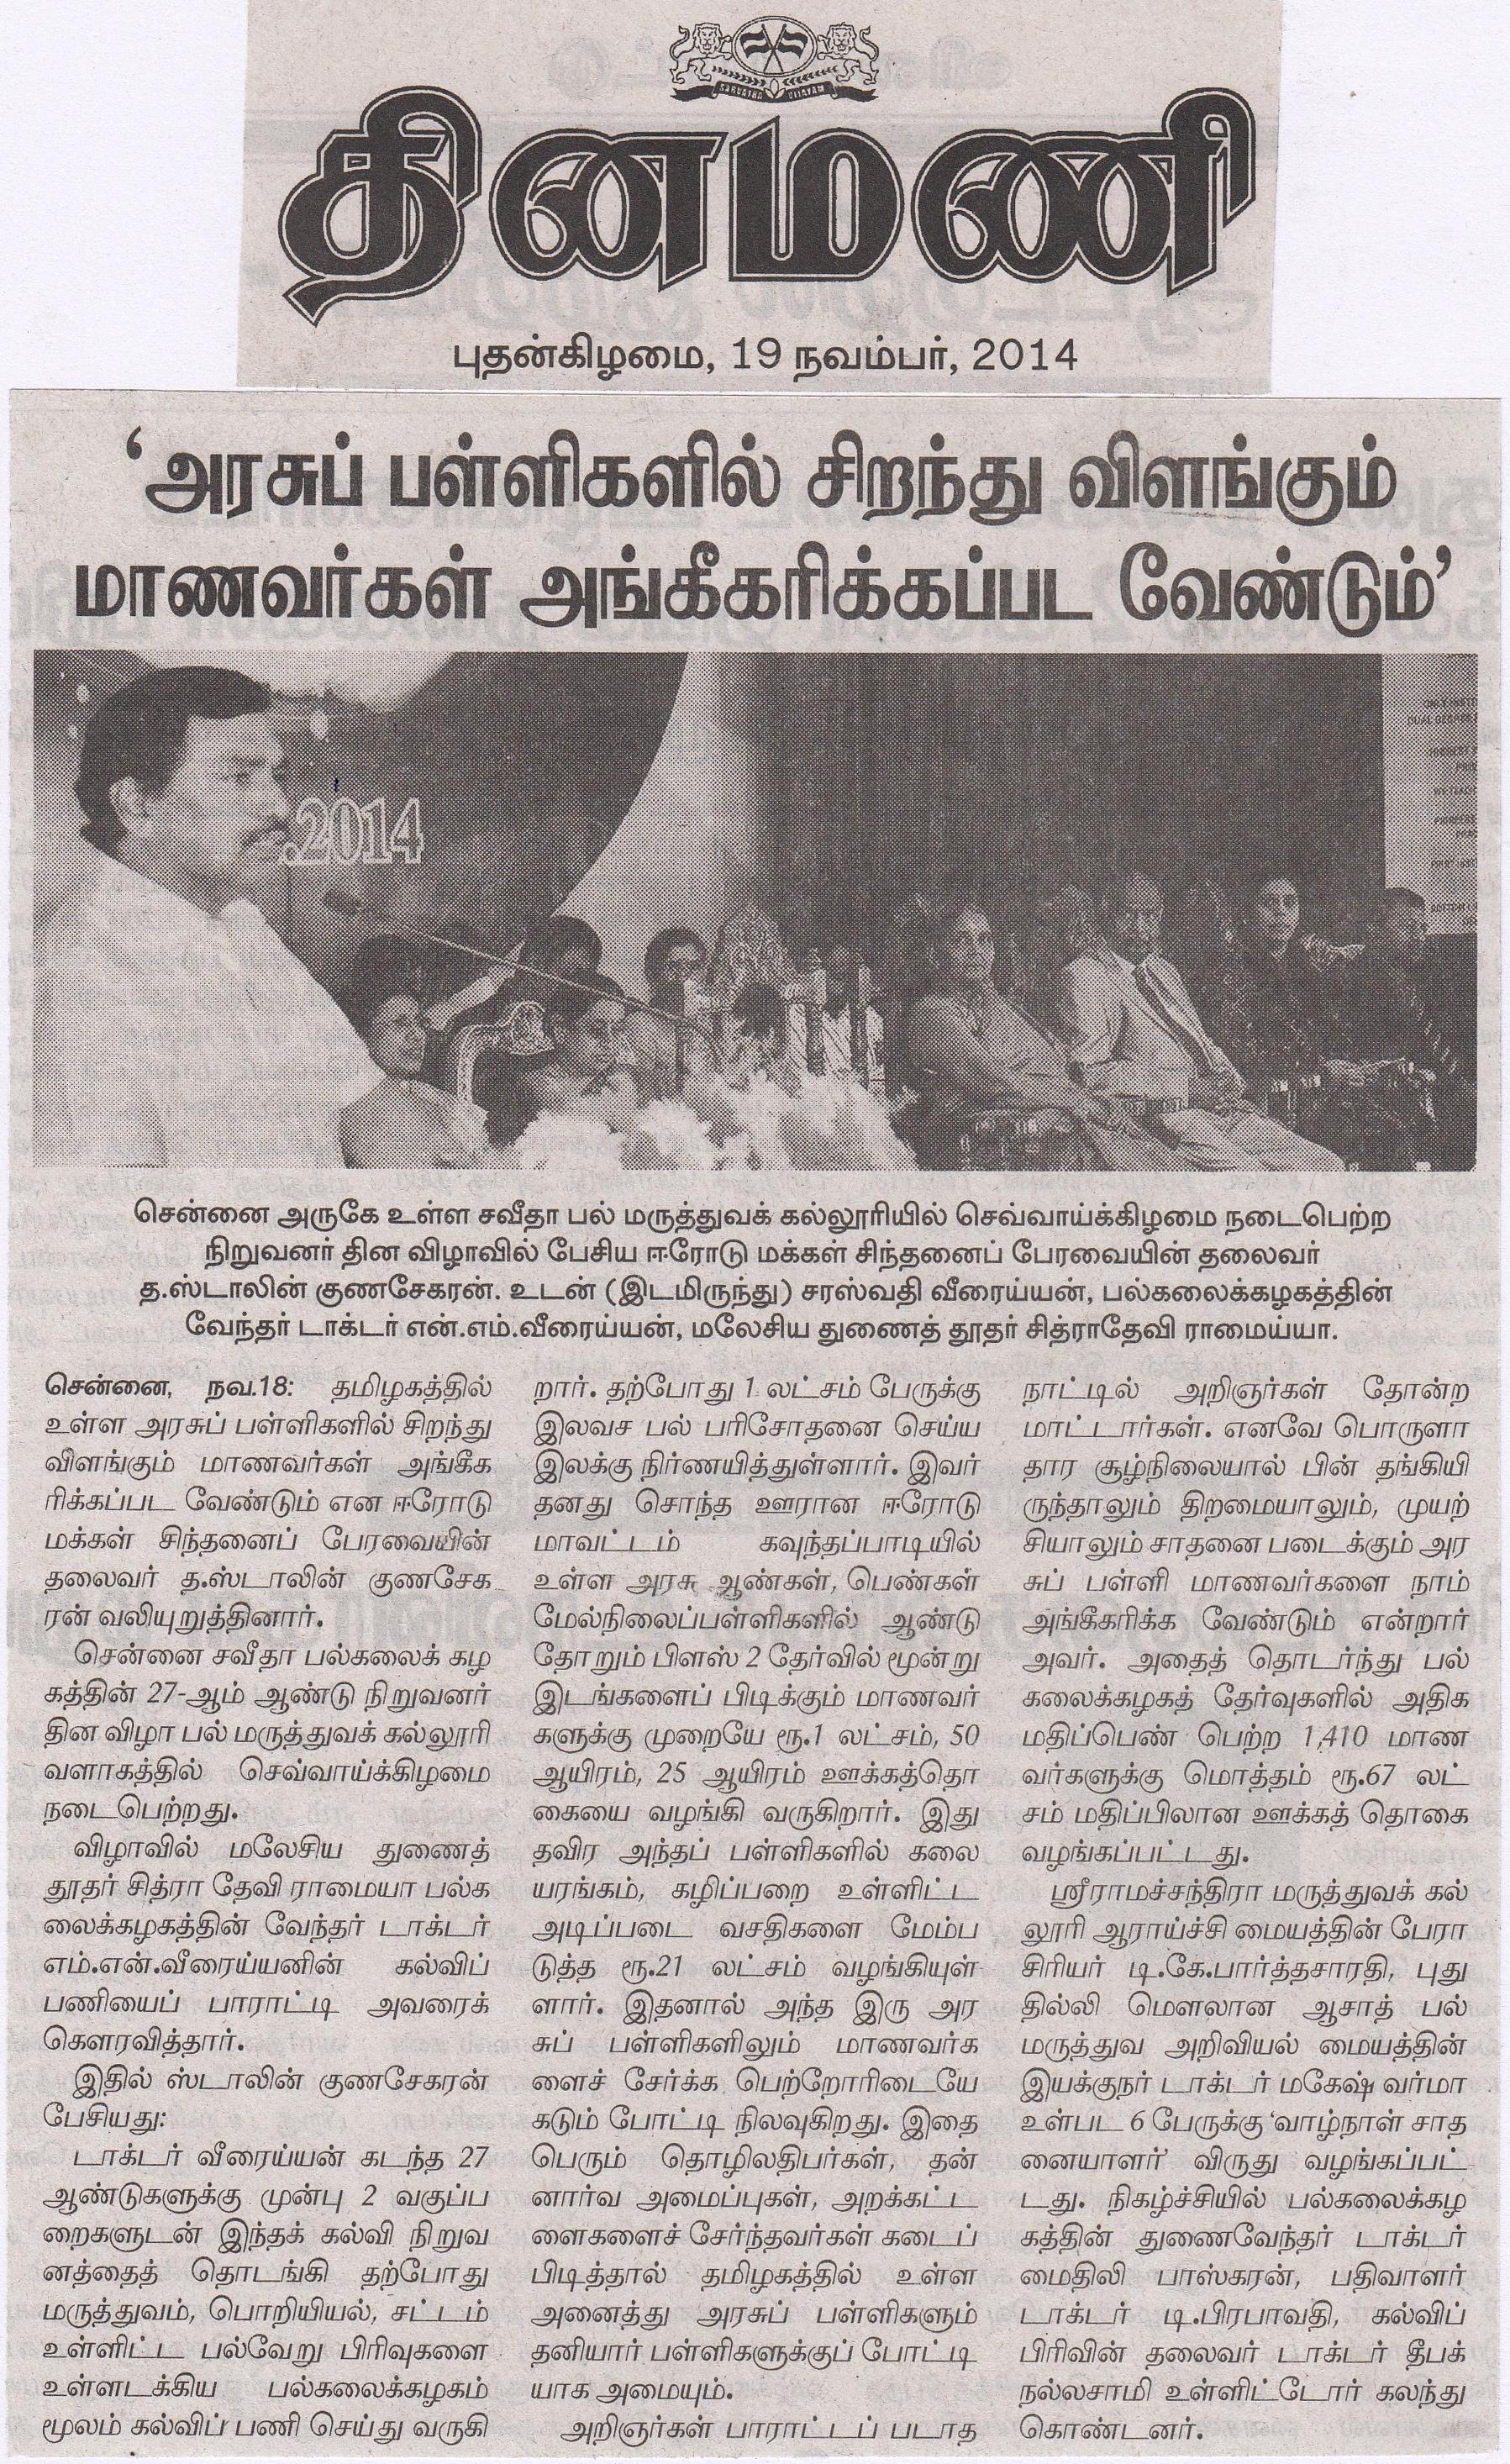 SARVATRA VIJAYAM
தினமணி
புதன்கிழமை, 19 நவம்பர், 2014
‘அரசுப் பள்ளிகளில் சிறந்து விளங்கும்
மாணவர்கள் அங்கீகரிக்கப்பட வேண்டும்’
.2014
சென்னை அருகே உள்ள சவீதா பல் மருத்துவக் கல்லூரியில் செவ்வாய்க்கிழமை நடைபெற்ற
நிறுவனர் தின விழாவில் பேசிய ஈரோடு மக்கள் சிந்தனைப் பேரவையின் தலைவர்
த.ஸ்டாலின் குணசேகரன். உடன் (இடமிருந்து) சரஸ்வதி வீரைய்யன், பல்கலைக்கழகத்தின்
வேந்தர் டாக்டர் என்.எம்.வீரைய்யன், மலேசிய துணைத் தூதர் சித்ராதேவி ராமைய்யா.
சென்னை, நவ.18: தமிழகத்தில்
உள்ள அரசுப் பள்ளிகளில் சிறந்து
விளங்கும் மாணவர்கள் அங்கீக
ரிக்கப்பட வேண்டும் என ஈரோடு
மக்கள் சிந்தனைப் பேரவையின்
தலைவர் த.ஸ்டாலின் குணசேக
ரன் வலியுறுத்தினார்.
சென்னை சவீதா பல்கலைக் கழ
கத்தின் 27-ஆம் ஆண்டு நிறுவனர்
தின விழா பல் மருத்துவக் கல்லூரி
வளாகத்தில் செவ்வாய்க்கிழமை
நடைபெற்றது.
விழாவில் மலேசிய துணைத்
தூதர் சித்ரா தேவி ராமையா பல்க
லைக்கழகத்தின் வேந்தர் டாக்டர்
எம்.என்.வீரைய்யனின் கல்விப்
பணியைப் பாராட்டி அவரைக்
கௌரவித்தார்.
இதில் ஸ்டாலின் குணசேகரன்
பேசியது:
டாக்டர் வீரைய்யன் கடந்த 27
ஆண்டுகளுக்கு முன்பு 2 வகுப்ப
றைகளுடன் இந்தக் கல்வி நிறுவ
னத்தைத் தொடங்கி தற்போது
மருத்துவம், பொறியியல், சட்டம்
உள்ளிட்ட பல்வேறு பிரிவுகளை
உள்ளடக்கிய பல்கலைக்கழகம்
மூலம் கல்விப் பணி செய்து வருகி
றார். தற்போது 1 லட்சம் பேருக்கு
இலவச பல் பரிசோதனை செய்ய
இலக்கு நிர்ணயித்துள்ளார். இவர்
தனது சொந்த ஊரான ஈரோடு
மாவட்டம் கவுந்தப்பாடியில்
உள்ள அரசு ஆண்கள், பெண்கள்
மேல்நிலைப்பள்ளிகளில் ஆண்டு
தோறும் பிளஸ் 2 தேர்வில் மூன்று
இடங்களைப் பிடிக்கும் மாணவர்
களுக்கு முறையே ரூ.1 லட்சம், 50
ஆயிரம், 25 ஆயிரம் ஊக்கத்தொ
கையை வழங்கி வருகிறார். இது
தவிர அந்தப் பள்ளிகளில் கலை
யரங்கம், கழிப்பறை உள்ளிட்ட
அடிப்படை வசதிகளை மேம்ப
டுத்த ரூ.21 லட்சம் வழங்கியுள்
ளார். இதனால் அந்த இரு அர
சுப் பள்ளிகளிலும் மாணவர்க
ளைச் சேர்க்க பெற்றோரிடையே
கடும் போட்டி நிலவுகிறது. இதை
பெரும் தொழிலதிபர்கள், தன்
னார்வ அமைப்புகள், அறக்கட்ட
ளைகளைச் சேர்ந்தவர்கள் கடைப்
பிடித்தால் தமிழகத்தில் உள்ள
அனைத்து அரசுப் பள்ளிகளும்
தனியார் பள்ளிகளுக்குப் போட்டி
யாக அமையும்.
அறிஞர்கள் பாராட்டப் படாத
நாட்டில் அறிஞர்கள் தோன்ற
மாட்டார்கள். எனவே பொருளா
தார சூழ்நிலையால் பின் தங்கியி
ருந்தாலும் திறமையாலும், முயற்
சியாலும் சாதனை படைக்கும் அர
சுப் பள்ளி மாணவர்களை நாம்
அங்கீகரிக்க வேண்டும் என்றார்
அவர். அதைத் தொடர்ந்து பல்
கலைக்கழகத் தேர்வுகளில் அதிக
மதிப்பெண் பெற்ற 1,410 மாண
வர்களுக்கு மொத்தம் ரூ.67 லட்
சம் மதிப்பிலான ஊக்கத் தொகை
வழங்கப்பட்டது.
ஸ்ரீராமச்சந்திரா மருத்துவக் கல்
லூரி ஆராய்ச்சி மையத்தின் பேரா
சிரியர் டி.கே.பார்த்தசாரதி, புது
தில்லி மௌலான ஆசாத் பல்
மருத்துவ அறிவியல் மையத்தின்
இயக்குநர் டாக்டர் மகேஷ் வர்மா
உள்பட 6 பேருக்கு ‘வாழ்நாள் சாத
னையாளர்’ விருது வழங்கப்பட்
டது. நிகழ்ச்சியில் பல்கலைக்கழ
கத்தின் துணைவேந்தர் டாக்டர்
மைதிலி பாஸ்கரன், பதிவாளர்
டாக்டர் டி.பிரபாவதி, கல்விப்
பிரிவின் தலைவர் டாக்டர் தீபக்
நல்லசாமி உள்ளிட்டோர் கலந்து
கொண்டனர்.